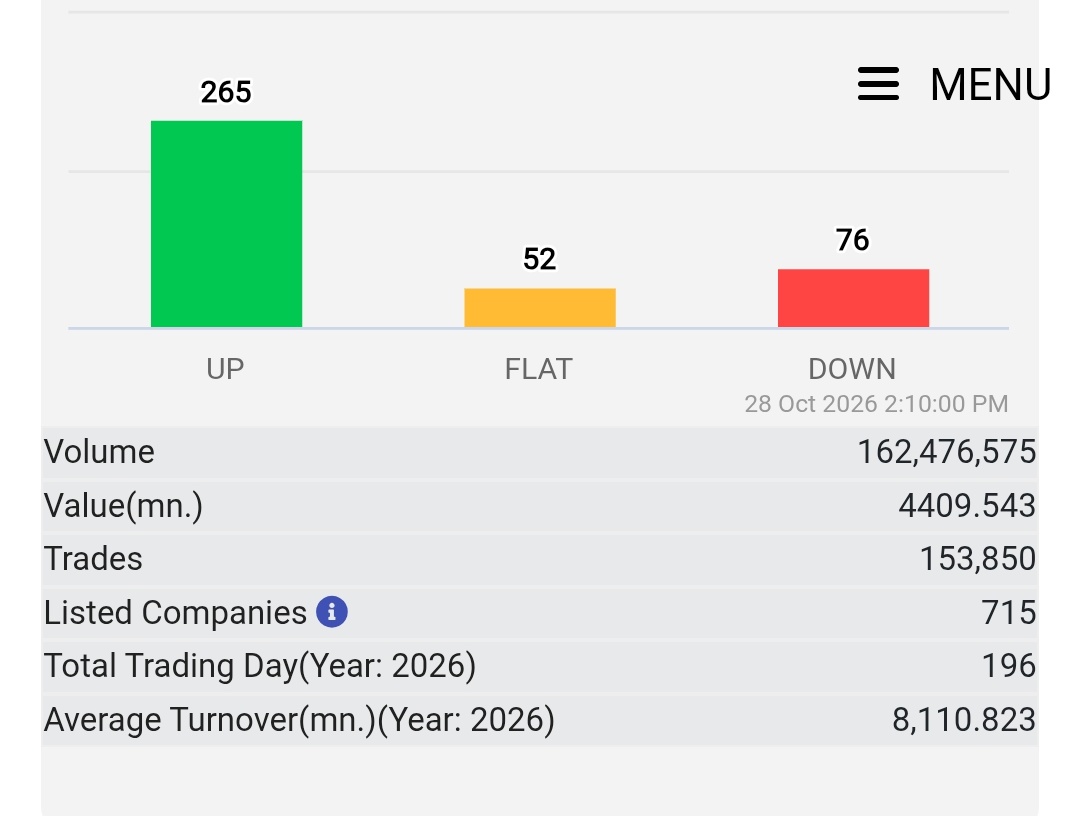 MENU
265
52
76
UP FLAT DOWN
28 Oct 2026 2:10:00 PM
Volume 162,476,575
Value(mn.) 4409.543
Trades 153,850
Listed Companies i 715
Total Trading Day(Year: 2026) 196
Average Turnover(mn.)(Year: 2026) 8,110.823